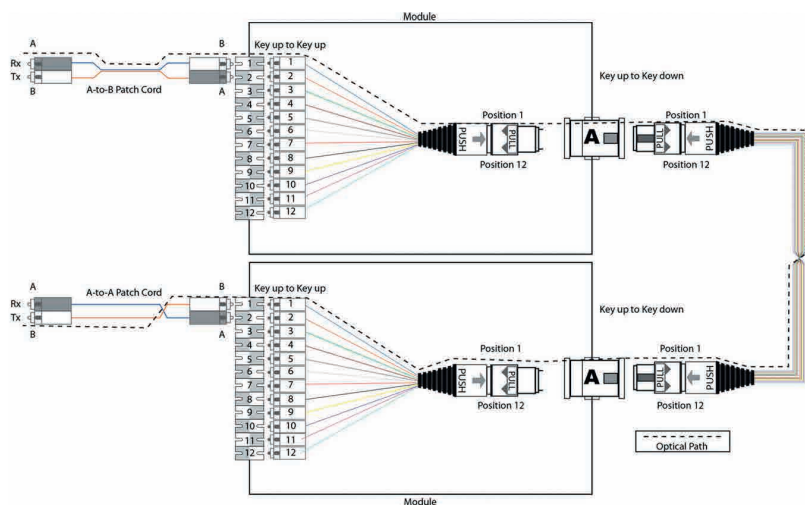 Module
A
B
Key up to Key up
Rx
Tx
B
A-to-B Patch Cord
A
1
2
3
4
5
6
7
8
9
10
11
12
1
2
3
4
5
6
7
8
9
10
11
12
PUSH
Position 1
PULL
Position 12
Key up to Key down
A
Position 1
PULL
PUSH
Position 12
A
A-to-A Patch Cord
B
Key up to Key up
Rx
Tx
B
A
1
2
3
4
5
6
7
8
9
10
11
12
1
2
3
4
5
6
7
8
9
10
11
12
PUSH
Position 1
PULL
Position 12
Key up to Key down
A
Position 1
PULL
PUSH
Position 12
Optical Path
Module